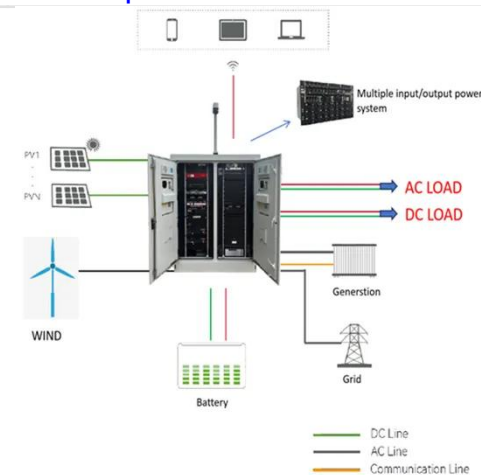 Multiple input/output power
system
PV1
PVN
AC LOAD
DC LOAD
WIND
Generstion
Grid
Battery
DC Line
AC Line
Communication Line